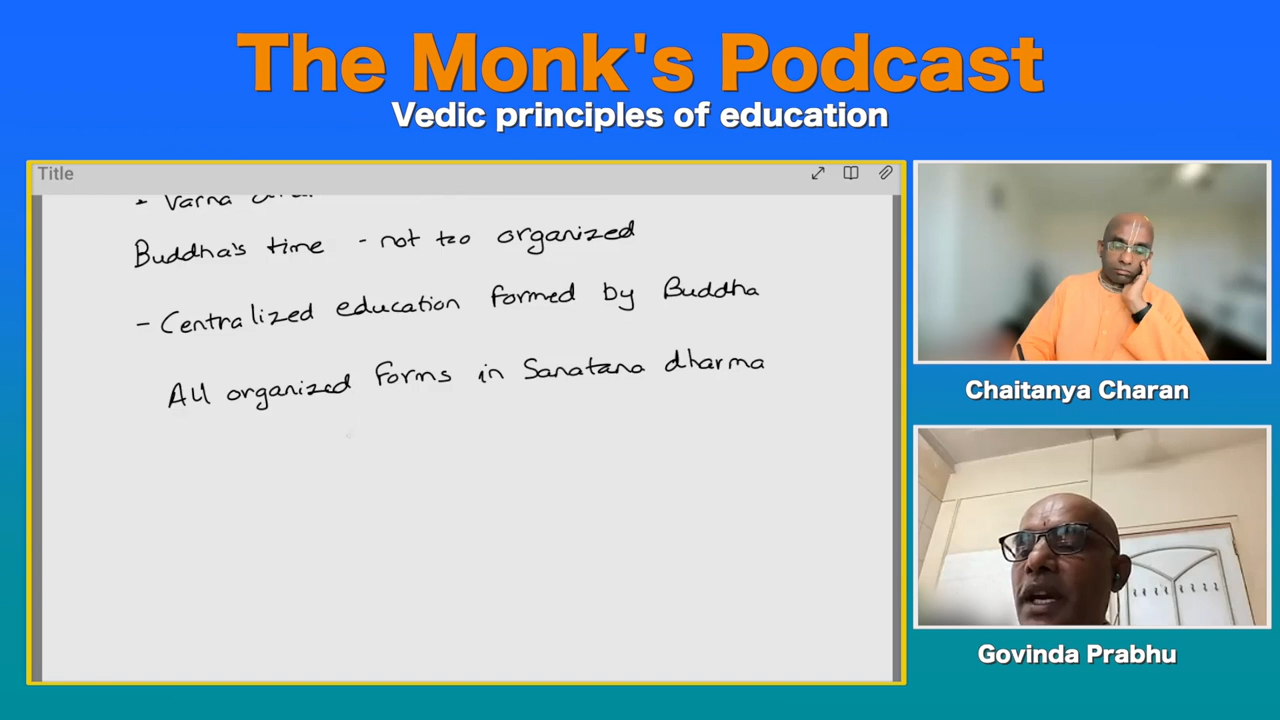 The Monk's Podcast
Vedic principles of education
Title
Varna
Buddha's time - not too organized
- Centralized education formed by Buddha
All organized forms in Sanatana dharma
Chaitanya Charan
Govinda Prabhu